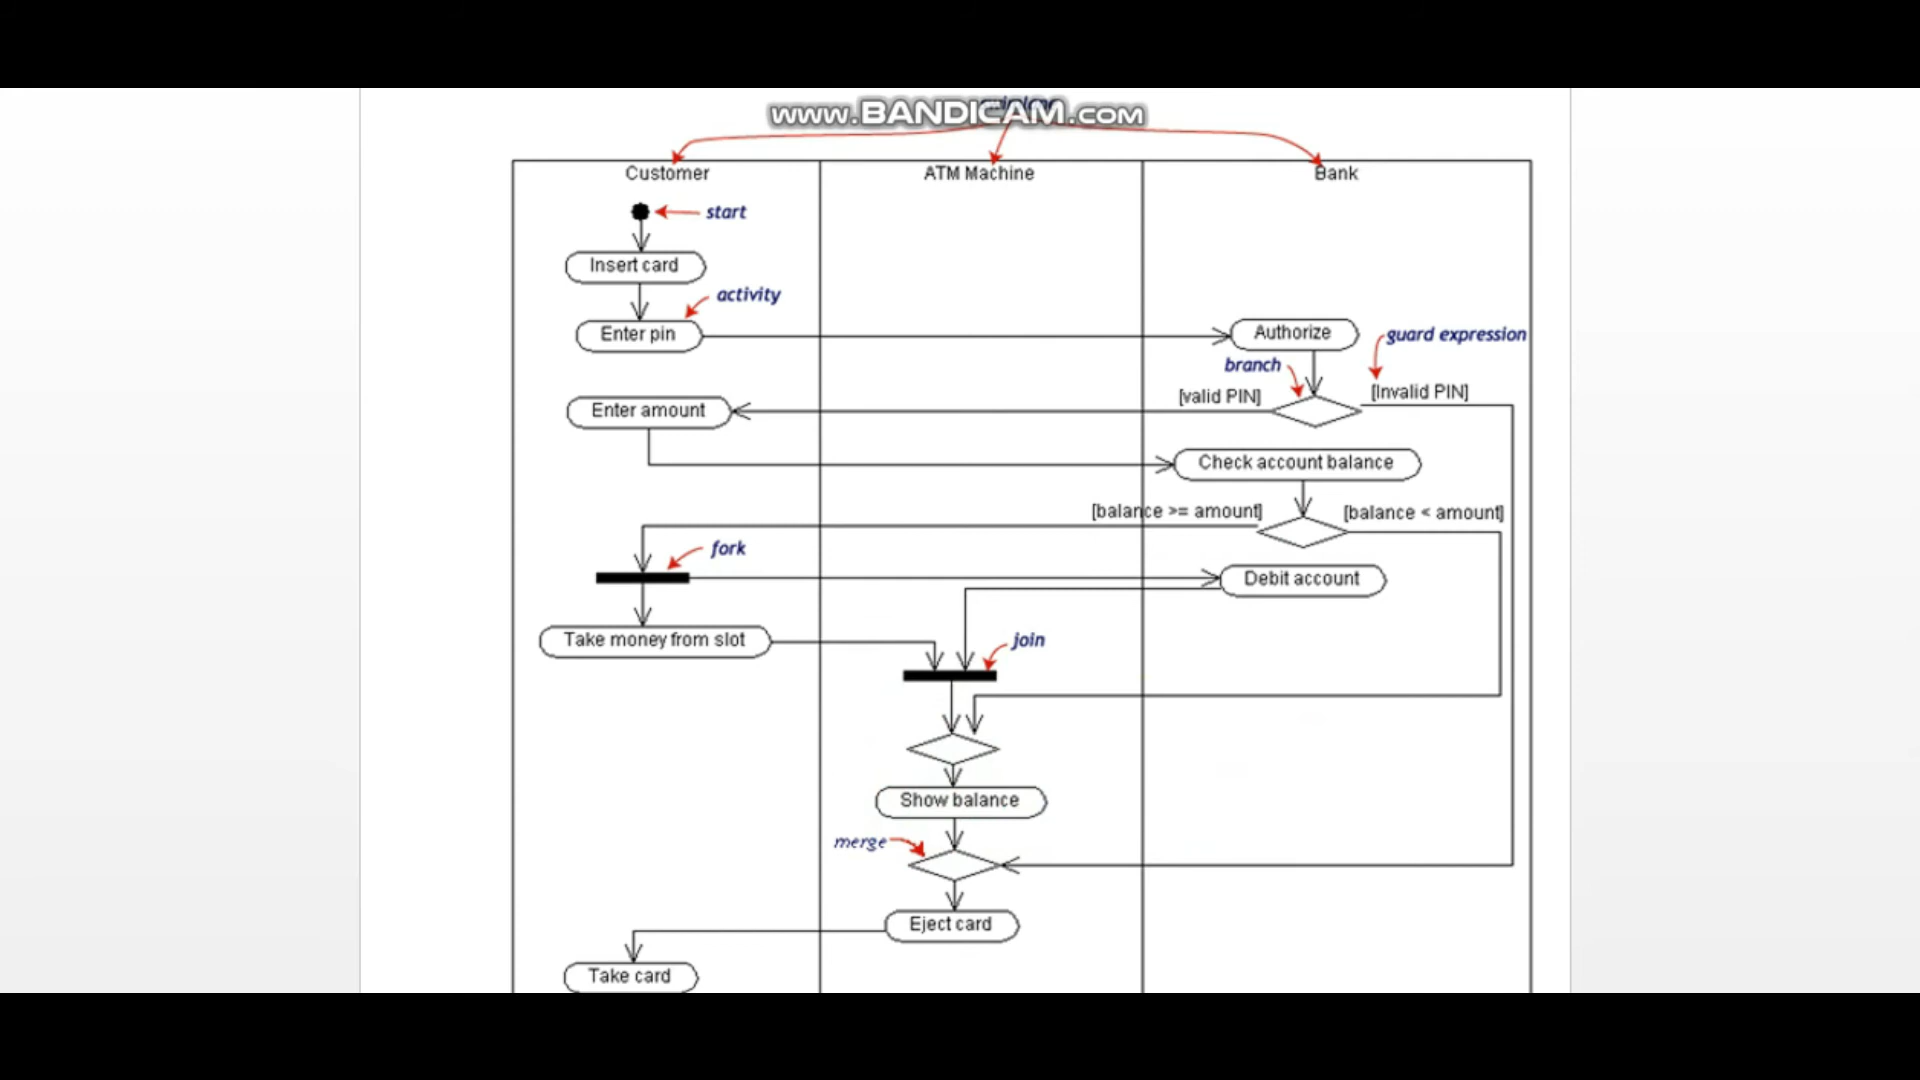 www.BANDICAM.com
Customer
ATM Machine
Bank
start
Insert card
activity
Enter pin
Authorize
guard expression
branch
[valid PIN]
[Invalid PIN]
Enter amount
Check account balance
[balance >= amount]
[balance < amount]
fork
Debit account
Take money from slot
join
Show balance
merge
Eject card
Take card